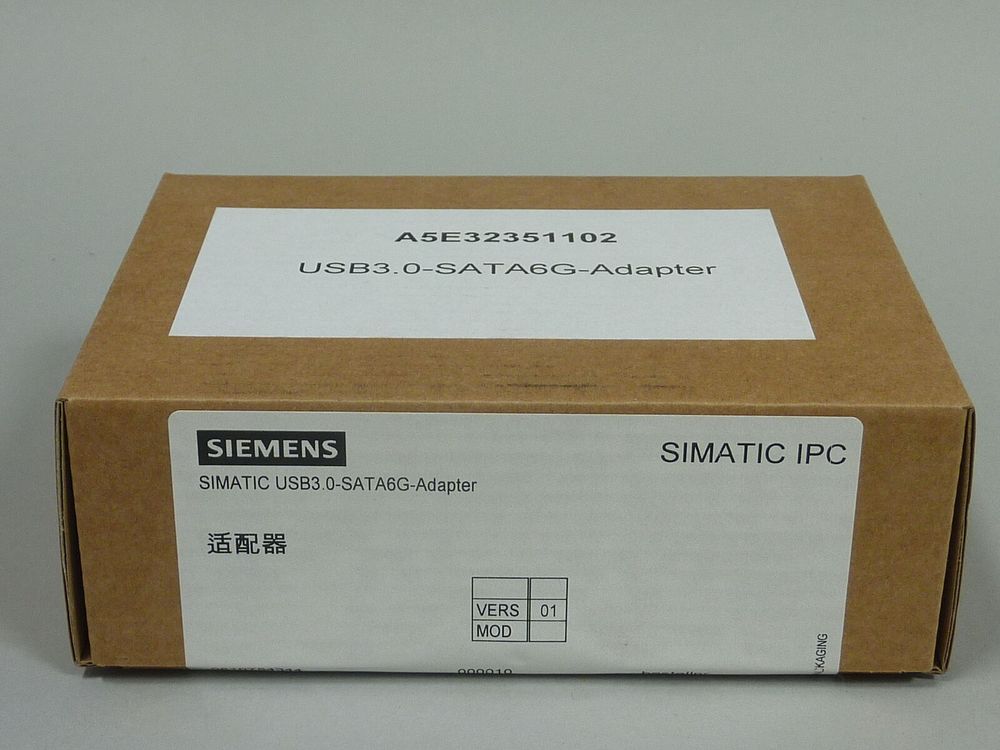 A5E32351102
USB3.0-SATA6G-Adapter
SIEMENS
SIMATIC IPC
SIMATIC USB3.0-SATA6G-Adapter
适配器
VERS 01
MOD